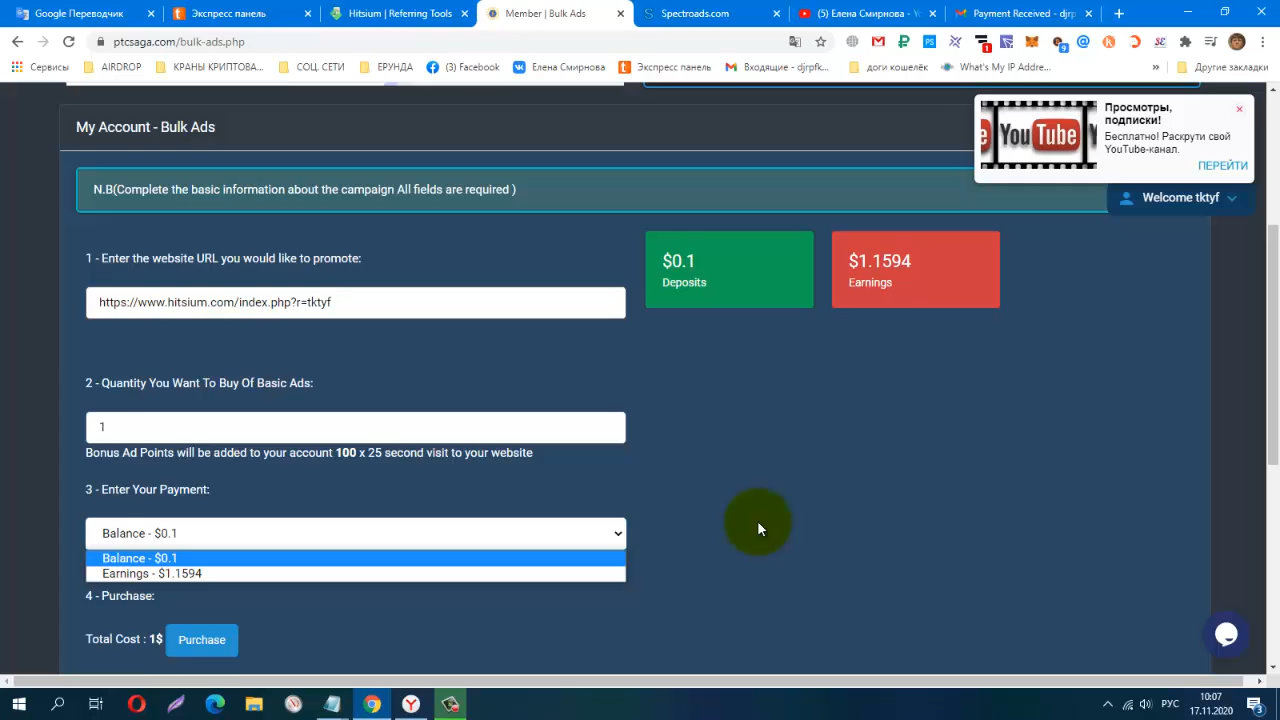 Google Переводчик
Экспресс панель
Hitsium | Referring Tools
Member | Bulk Ads
Spectroads.com
(5) Елена Смирнова - Yo
Payment Received - djrp
ptcsaga.com/bulk-ads.php
Сервисы
AIRDROP
КРАНЫ КРИПТОВА...
СОЦ. СЕТИ
ЕРУНДА
(3) Facebook
Елена Смирнова
Экспресс панель
Входящие - djrpfk...
доги кошелёк
What's My IP Addre...
»
Другие закладки
My Account - Bulk Ads
Просмотры,
подписки!
Бесплатно! Раскрути свой
YouTube-канал.
ПЕРЕЙТИ
YouTube
N.B(Complete the basic information about the campaign All fields are required )
Welcome tktyf
1 - Enter the website URL you would like to promote:
https://www.hitsium.com/index.php?r=tktyf
$0.1
Deposits
$1.1594
Earnings
2 - Quantity You Want To Buy Of Basic Ads:
1
Bonus Ad Points will be added to your account 100 x 25 second visit to your website
3 - Enter Your Payment:
Balance - $0.1
Balance - $0.1
Earnings - $1.1594
4 - Purchase:
Total Cost : 1$
Purchase
РУС
10:07
17.11.2020